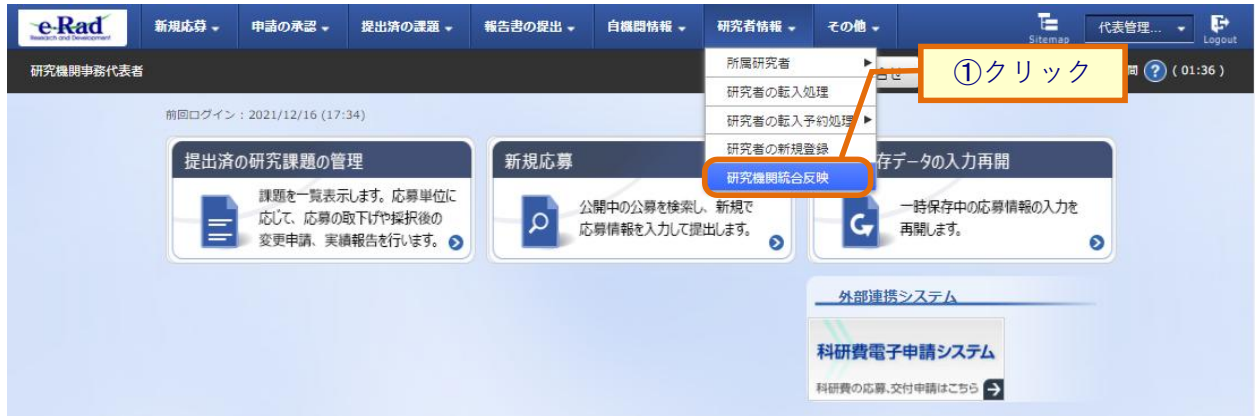 e-Rad
Research and Development
新規応募
申請の承認
提出済の課題
報告書の提出
自機関情報
研究者情報
その他
Sitemap
代表管理...
Logout
研究機関事務代表者
( 01:36 )
所属研究者
研究者の転入処理
研究者の転入予約処理
研究者の新規登録
研究機関統合反映
①クリック
前回ログイン : 2021/12/16 (17:34)
提出済の研究課題の管理
課題を一覧表示します。応募単位に
応じて、応募の取下げや採択後の
変更申請、実績報告を行います。
新規応募
公開中の公募を検索し、新規で
応募情報を入力して提出します。
存データの入力再開
一時保存中の応募情報の入力を
再開します。
外部連携システム
科研費電子申請システム
科研費の応募、交付申請はこちら